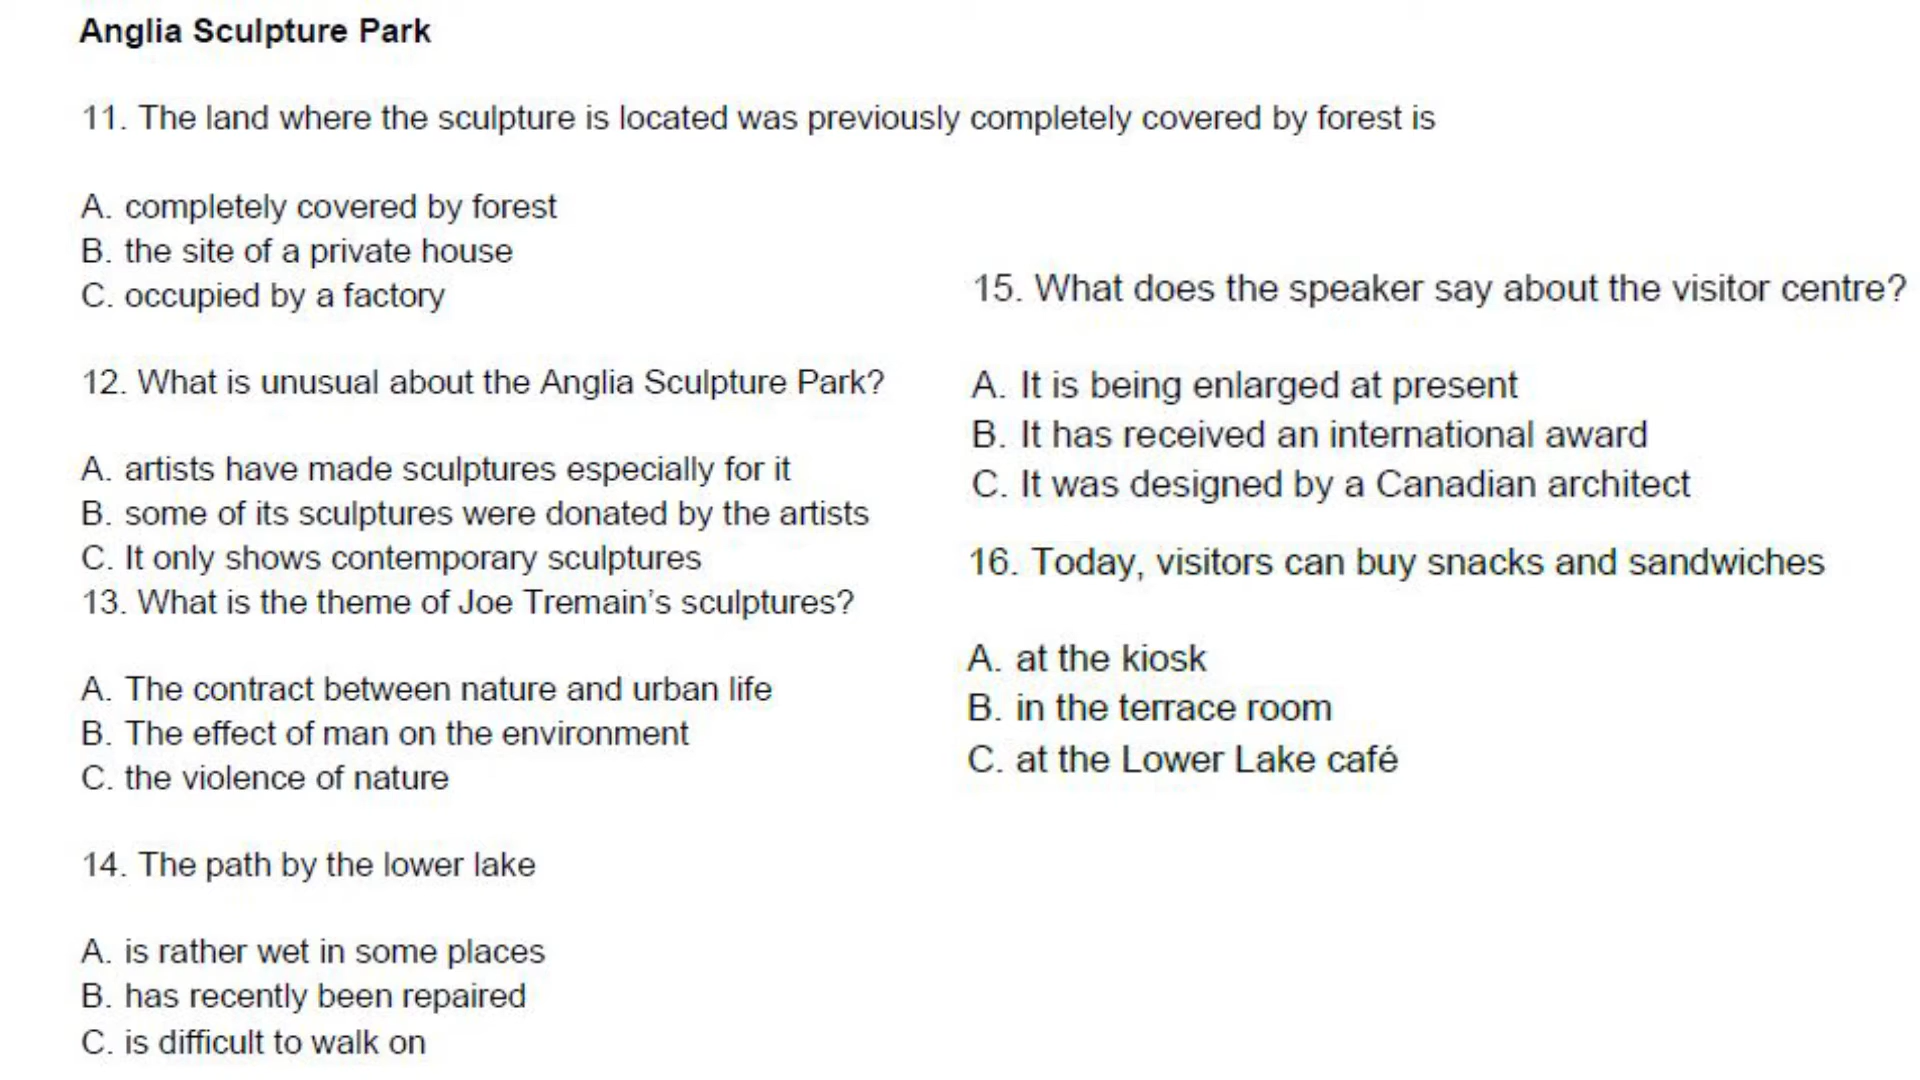 Anglia Sculpture Park
11. The land where the sculpture is located was previously completely covered by forest is
A. completely covered by forest
B. the site of a private house
C. occupied by a factory
12. What is unusual about the Anglia Sculpture Park?
A. artists have made sculptures especially for it
B. some of its sculptures were donated by the artists
C. It only shows contemporary sculptures
13. What is the theme of Joe Tremain’s sculptures?
A. The contract between nature and urban life
B. The effect of man on the environment
C. the violence of nature
14. The path by the lower lake
A. is rather wet in some places
B. has recently been repaired
C. is difficult to walk on
15. What does the speaker say about the visitor centre?
A. It is being enlarged at present
B. It has received an international award
C. It was designed by a Canadian architect
16. Today, visitors can buy snacks and sandwiches
A. at the kiosk
B. in the terrace room
C. at the Lower Lake café